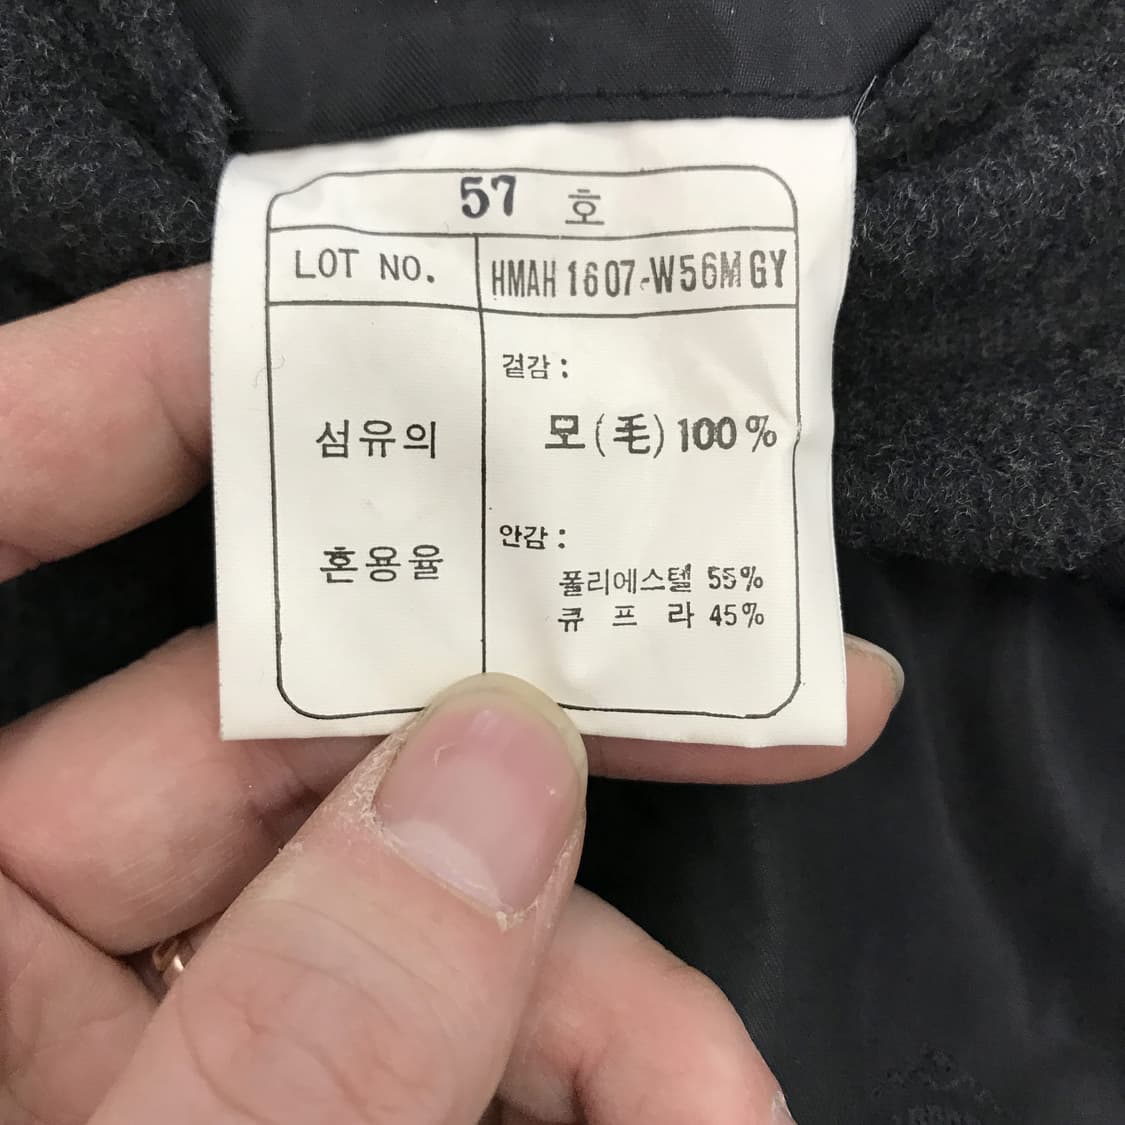 57 호
LOT NO.
HMAH 1607-W56M GY
섬유의
혼용율
겉감 :
모(毛) 100%
안감 :
폴리에스텔 55%
큐 프 라 45%